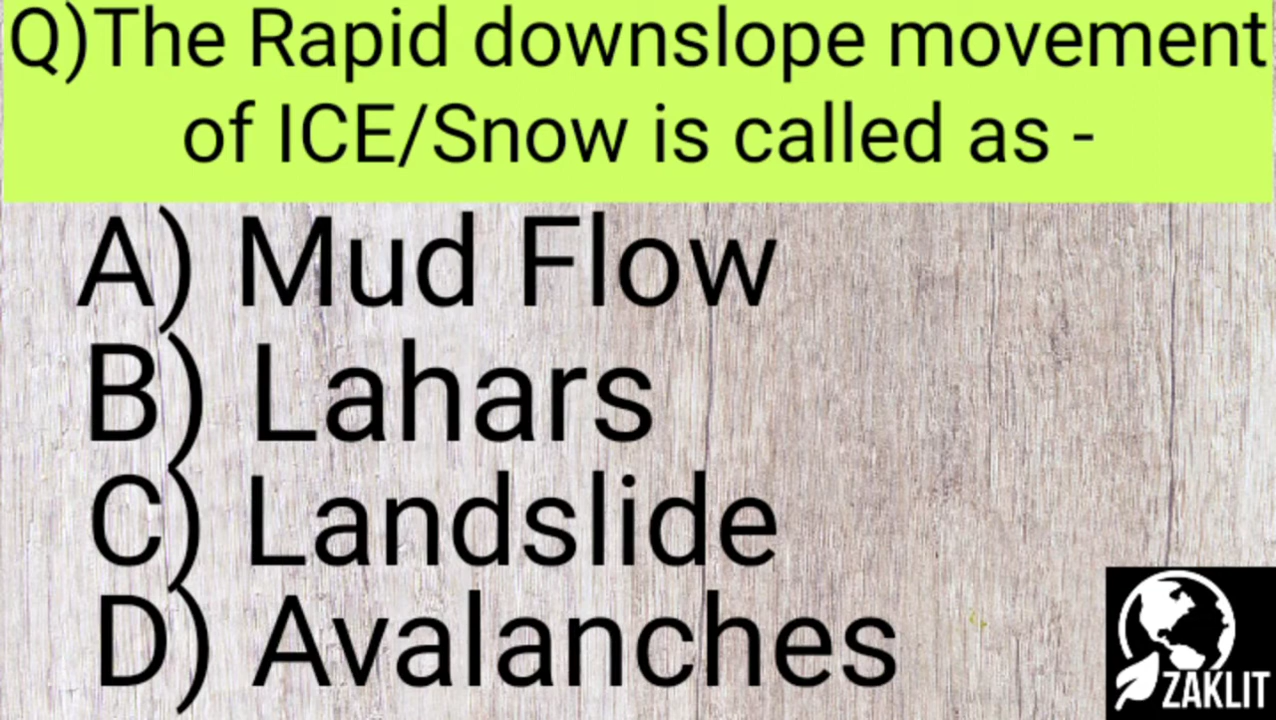 Q)The Rapid downslope movement
of ICE/Snow is called as -
A) Mud Flow
B) Lahars
C) Landslide
D) Avalanches
ZAKLIT